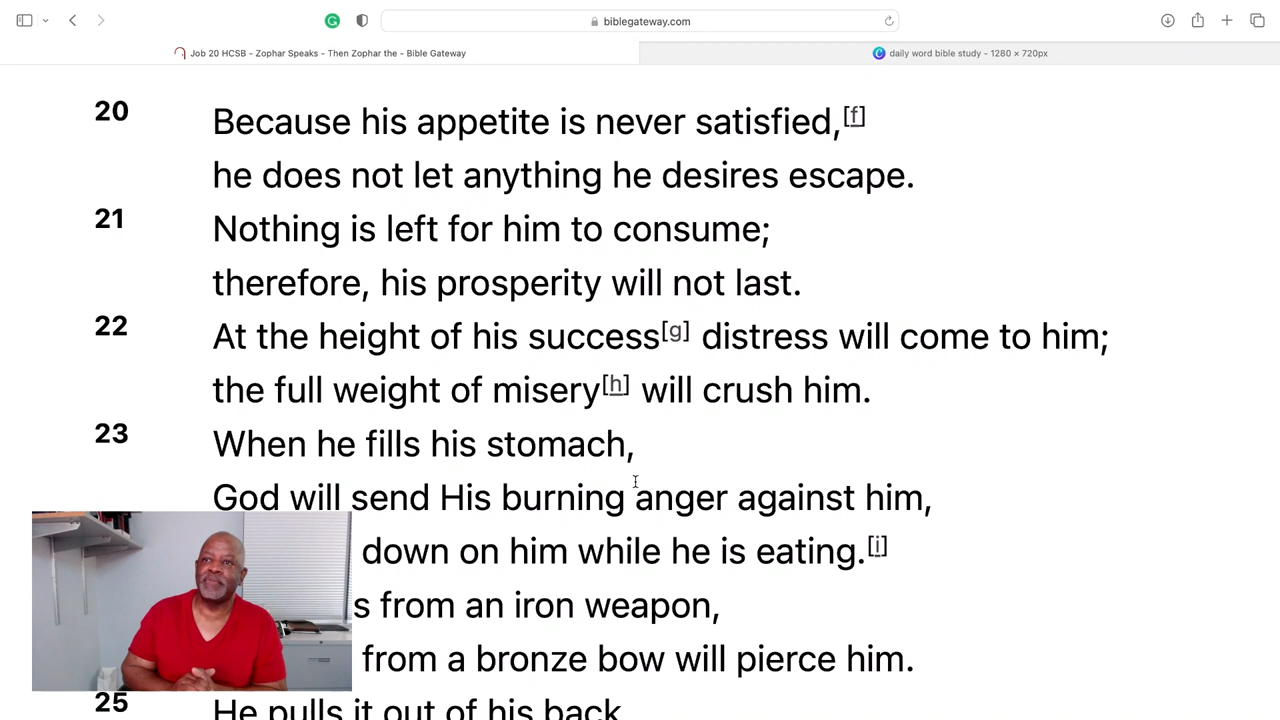 biblegateway.com
Job 20 HCSB - Zophar Speaks - Then Zophar the - Bible Gateway
daily word bible study - 1280 × 720px
20 Because his appetite is never satisfied,[f]
he does not let anything he desires escape.
21 Nothing is left for him to consume;
therefore, his prosperity will not last.
22 At the height of his success[g] distress will come to him;
the full weight of misery[h] will crush him.
23 When he fills his stomach,
God will send His burning anger against him,
down on him while he is eating.[i]
s from an iron weapon,
from a bronze bow will pierce him.
25 He pulls it out of his back